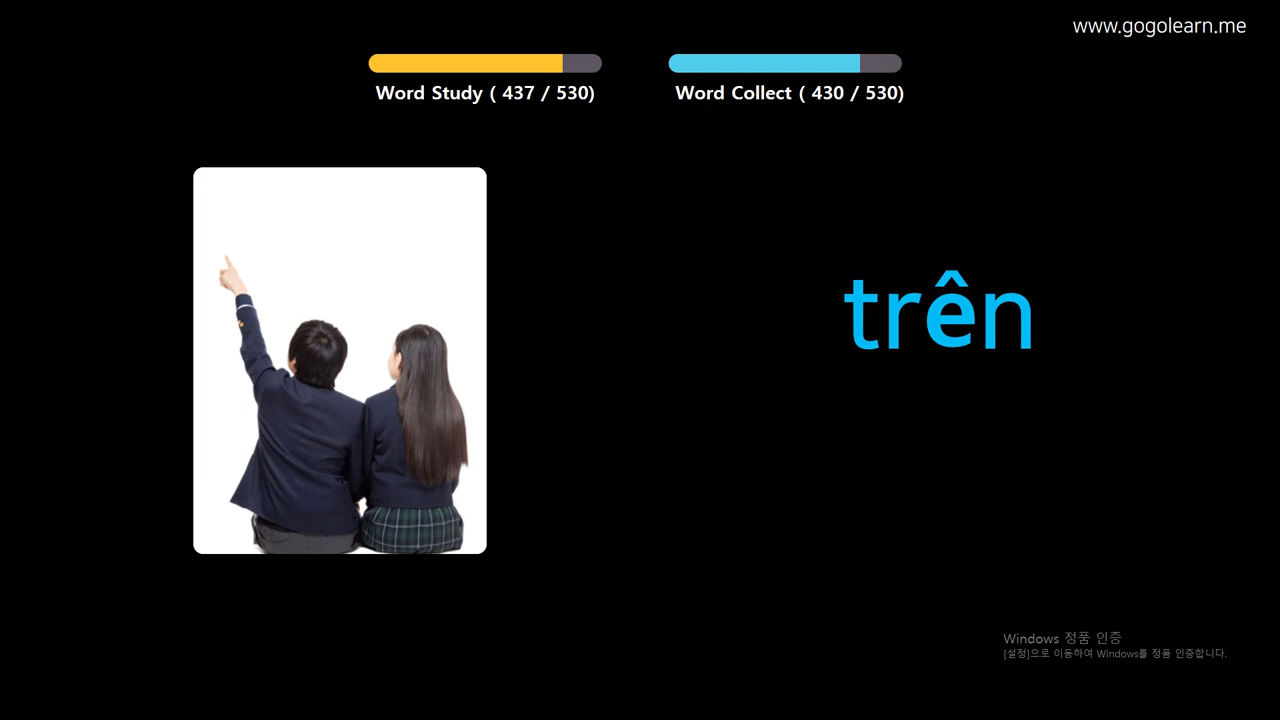 www.gogolearn.me
Word Study ( 437 / 530)
Word Collect ( 430 / 530)
trên
Windows 정품 인증
[설정]으로 이동하여 Windows를 정품 인증합니다.